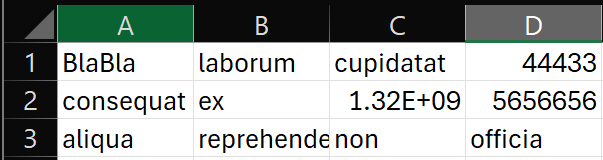 A B C D
1 BlaBla laborum cupidatat 44433
2 consequat ex 1.32E+09 5656656
3 aliqua reprehende non officia